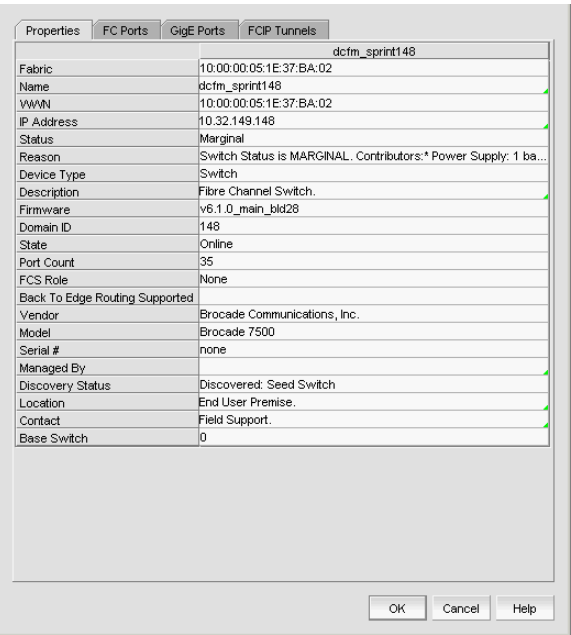 Properties FC Ports GigE Ports FCIP Tunnels
dcfm_sprint148
Fabric 10:00:00:05:1E:37:BA:02
Name dcfm_sprint148
WWN 10:00:00:05:1E:37:BA:02
IP Address 10.32.149.148
Status Marginal
Reason Switch Status is MARGINAL. Contributors:* Power Supply: 1 ba...
Device Type Switch
Description Fibre Channel Switch.
Firmware v6.1.0_main_bld28
Domain ID 148
State Online
Port Count 35
FCS Role None
Back To Edge Routing Supported
Vendor Brocade Communications, Inc.
Model Brocade 7500
Serial # none
Managed By
Discovery Status Discovered: Seed Switch
Location End User Premise.
Contact Field Support.
Base Switch 0
OK Cancel Help